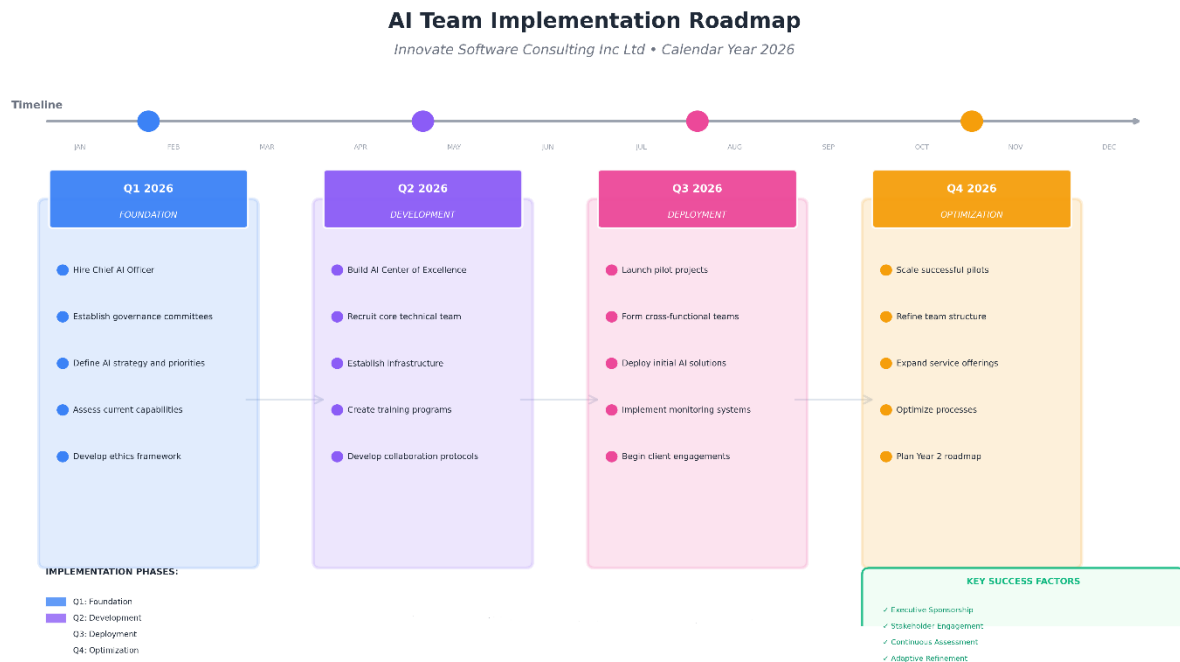 AI Team Implementation Roadmap
Innovate Software Consulting Inc Ltd • Calendar Year 2026
Timeline
JAN FEB MAR APR MAY JUN JUL AUG SEP OCT NOV DEC
Q1 2026
FOUNDATION
Hire Chief AI Officer
Establish governance committees
Define AI strategy and priorities
Assess current capabilities
Develop ethics framework
Q2 2026
DEVELOPMENT
Build AI Center of Excellence
Recruit core technical team
Establish infrastructure
Create training programs
Develop collaboration protocols
Q3 2026
DEPLOYMENT
Launch pilot projects
Form cross-functional teams
Deploy initial AI solutions
Implement monitoring systems
Begin client engagements
Q4 2026
OPTIMIZATION
Scale successful pilots
Refine team structure
Expand service offerings
Optimize processes
Plan Year 2 roadmap
IMPLEMENTATION PHASES:
Q1: Foundation
Q2: Development
Q3: Deployment
Q4: Optimization
KEY SUCCESS FACTORS
✓ Executive Sponsorship
✓ Stakeholder Engagement
✓ Continuous Assessment
✓ Adaptive Refinement